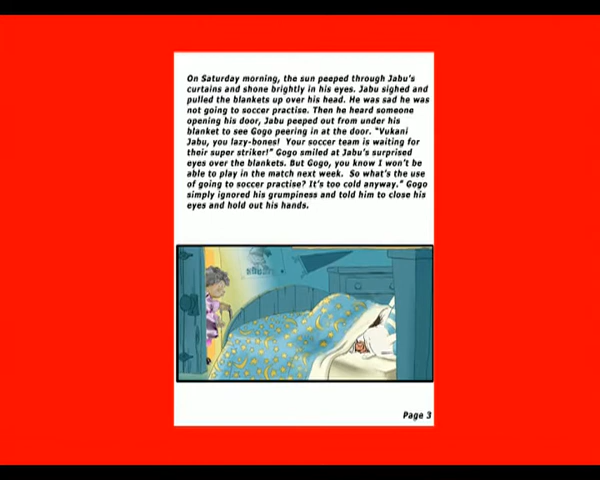 On Saturday morning, the sun peeped through Jabu's
curtains and shone brightly in his eyes. Jabu sighed and
pulled the blankets up over his head. He was sad he was
not going to soccer practise. Then he heard someone
opening his door, Jabu peeped out from under his
blanket to see Gogo peering in at the door. "Vukani
Jabu, you lazy-bones!  Your soccer team is waiting for
their super striker!" Gogo smiled at Jabu's surprised
eyes over the blankets. But Gogo, you know I won't be
able to play in the match next week.  So what's the use
of going to soccer practise? It's too cold anyway." Gogo
simply ignored his grumpiness and told him to close his
eyes and hold out his hands.
Page 3